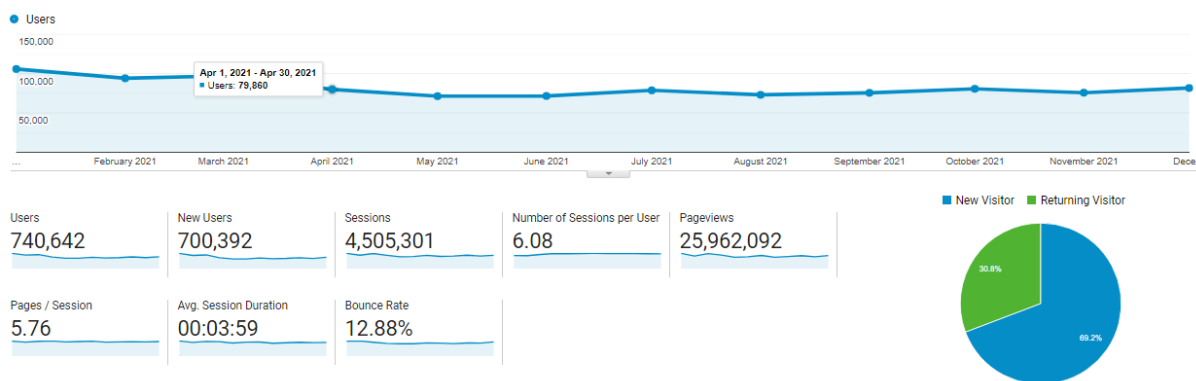 Users
150,000
100,000
50,000
Apr 1, 2021 - Apr 30, 2021
Users: 79,860
... February 2021 March 2021 April 2021 May 2021 June 2021 July 2021 August 2021 September 2021 October 2021 November 2021 Dece
New Visitor Returning Visitor
Users New Users Sessions Number of Sessions per User Pageviews
740,642 700,392 4,505,301 6.08 25,962,092
Pages / Session Avg. Session Duration Bounce Rate
5.76 00:03:59 12.88%
30.8%
69.2%